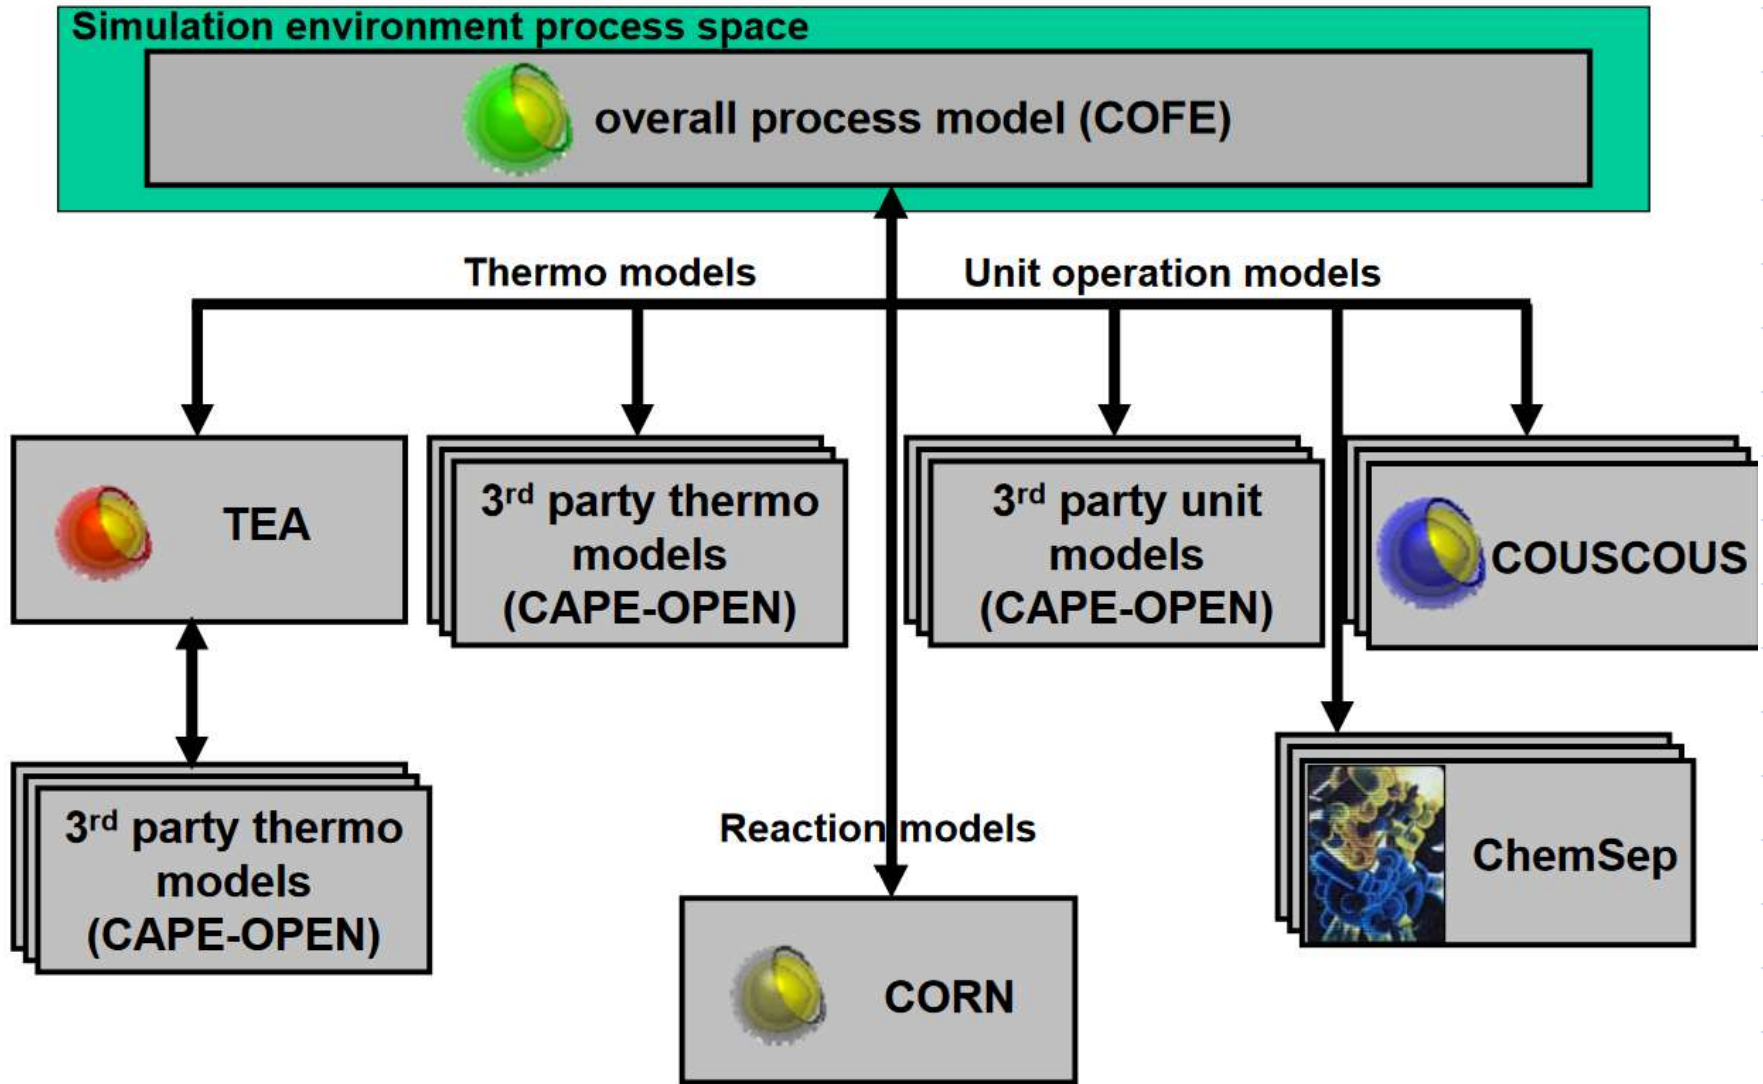 Simulation environment process space
overall process model (COFE)
Thermo models
Unit operation models
TEA
3rd party thermo
models
(CAPE-OPEN)
3rd party unit
models
(CAPE-OPEN)
COUSCOUS
3rd party thermo
models
(CAPE-OPEN)
Reaction models
CORN
ChemSep